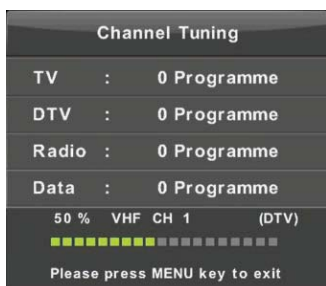 Channel Tuning
TV : 0 Programme
DTV : 0 Programme
Radio : 0 Programme
Data : 0 Programme
50 % VHF CH 1 (DTV)
Please press MENU key to exit